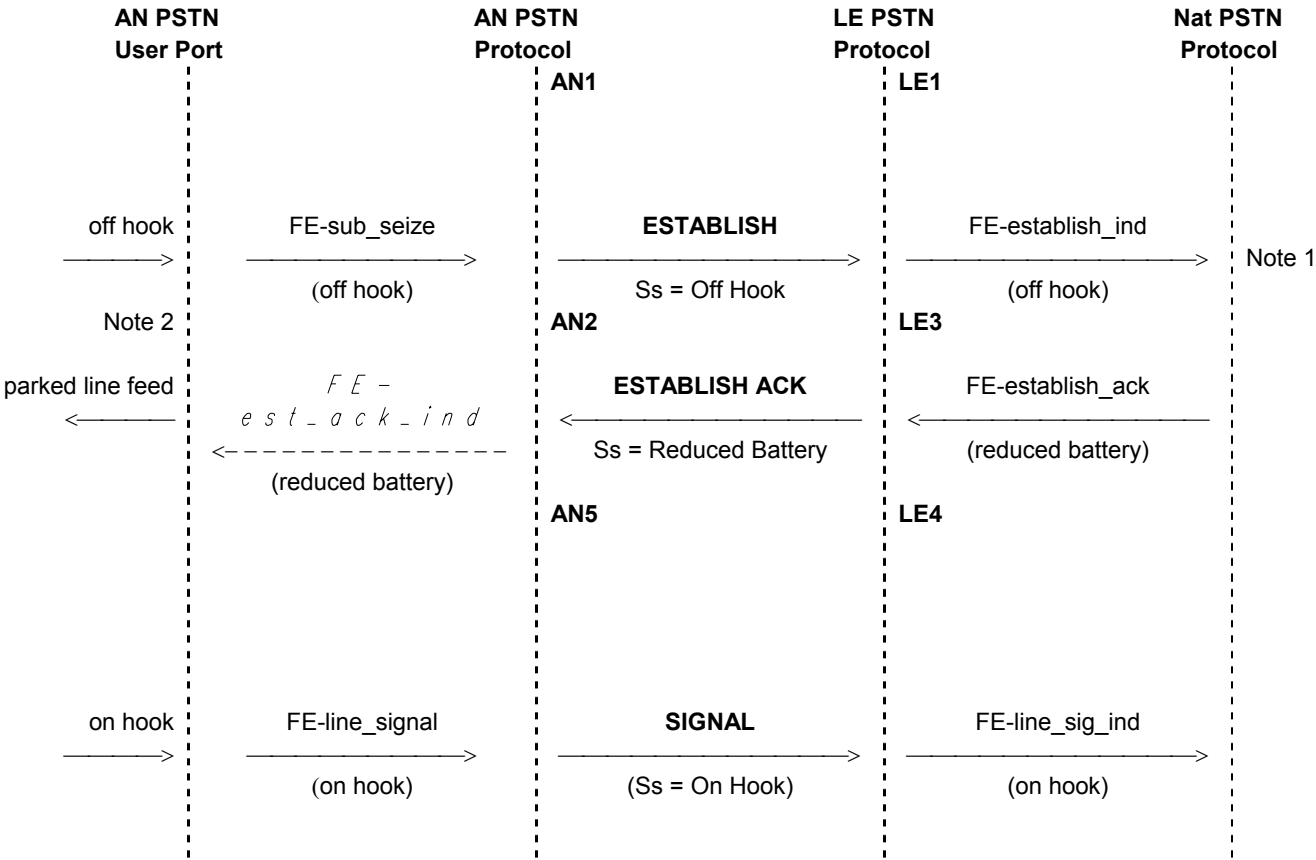 AN PSTN
User Port
AN PSTN
Protocol
LE PSTN
Protocol
Nat PSTN
Protocol
AN1
LE1
off hook
FE-sub_seize
ESTABLISH
FE-establish_ind
Note 1
(off hook)
Ss = Off Hook
(off hook)
Note 2
AN2
LE3
parked line feed
FE-
est_ack_ind
ESTABLISH ACK
FE-establish_ack
(reduced battery)
Ss = Reduced Battery
(reduced battery)
AN5
LE4
on hook
FE-line_signal
SIGNAL
FE-line_sig_ind
(on hook)
(Ss = On Hook)
(on hook)